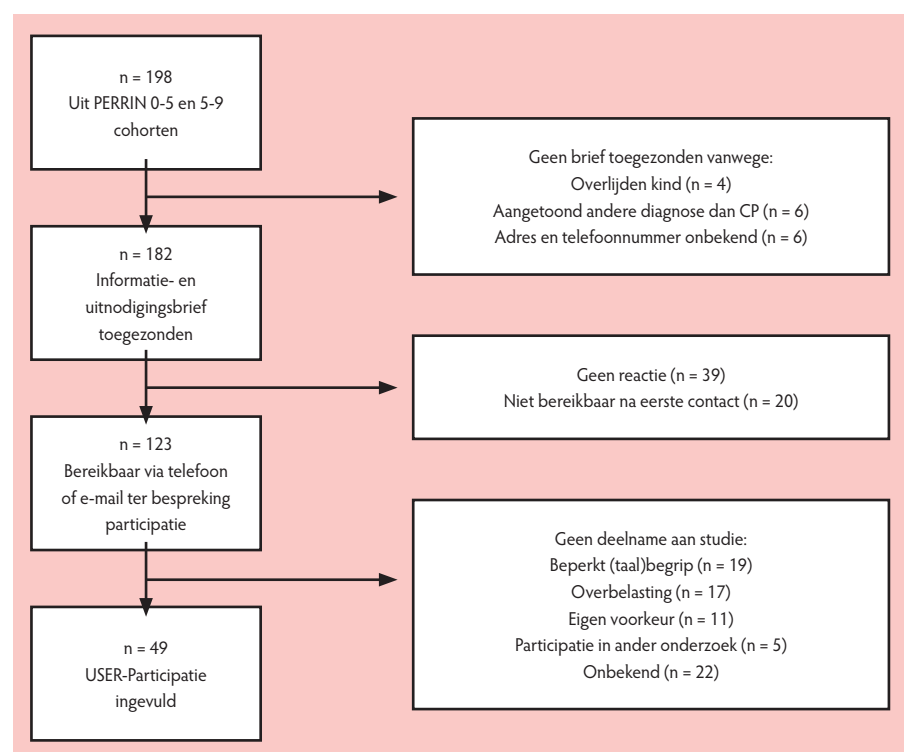 n = 198
Uit PERRIN 0-5 en 5-9
cohorten
Geen brief toegezonden vanwege:
Overlijden kind (n = 4)
Aangetoond andere diagnose dan CP (n = 6)
Adres en telefoonnummer onbekend (n = 6)
n = 182
Informatie- en
uitnodigingsbrief
toegezonden
Geen reactie (n = 39)
Niet bereikbaar na eerste contact (n = 20)
n = 123
Bereikbaar via telefoon
of e-mail ter bespreking
participatie
Geen deelname aan studie:
Beperkt (taal)begrip (n = 19)
Overbelasting (n = 17)
Eigen voorkeur (n = 11)
Participatie in ander onderzoek (n = 5)
Onbekend (n = 22)
n = 49
USER-Participatie
ingevuld